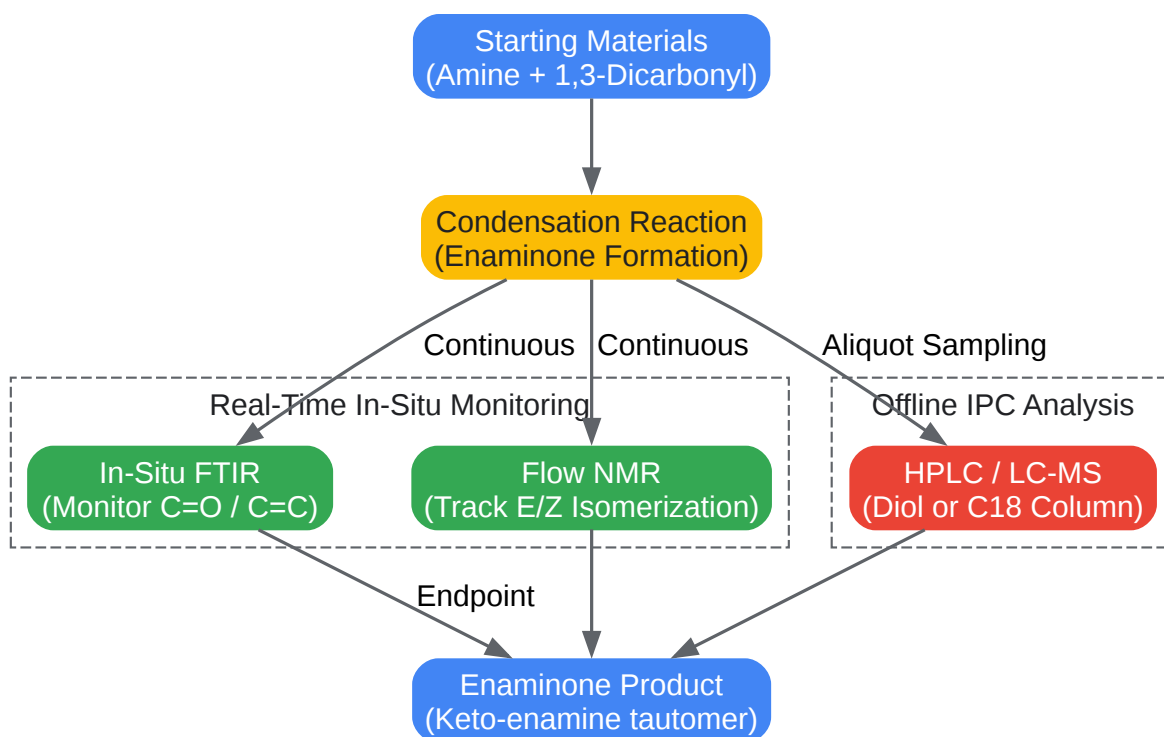 Starting Materials
(Amine + 1,3-Dicarbonyl)
Condensation Reaction
(Enaminone Formation)
Continuous
Continuous
Aliquot Sampling
Real-Time In-Situ Monitoring
Offline IPC Analysis
In-Situ FTIR
(Monitor C=O / C=C)
Flow NMR
(Track E/Z Isomerization)
HPLC / LC-MS
(Diol or C18 Column)
Endpoint
Enaminone Product
(Keto-enamine tautomer)